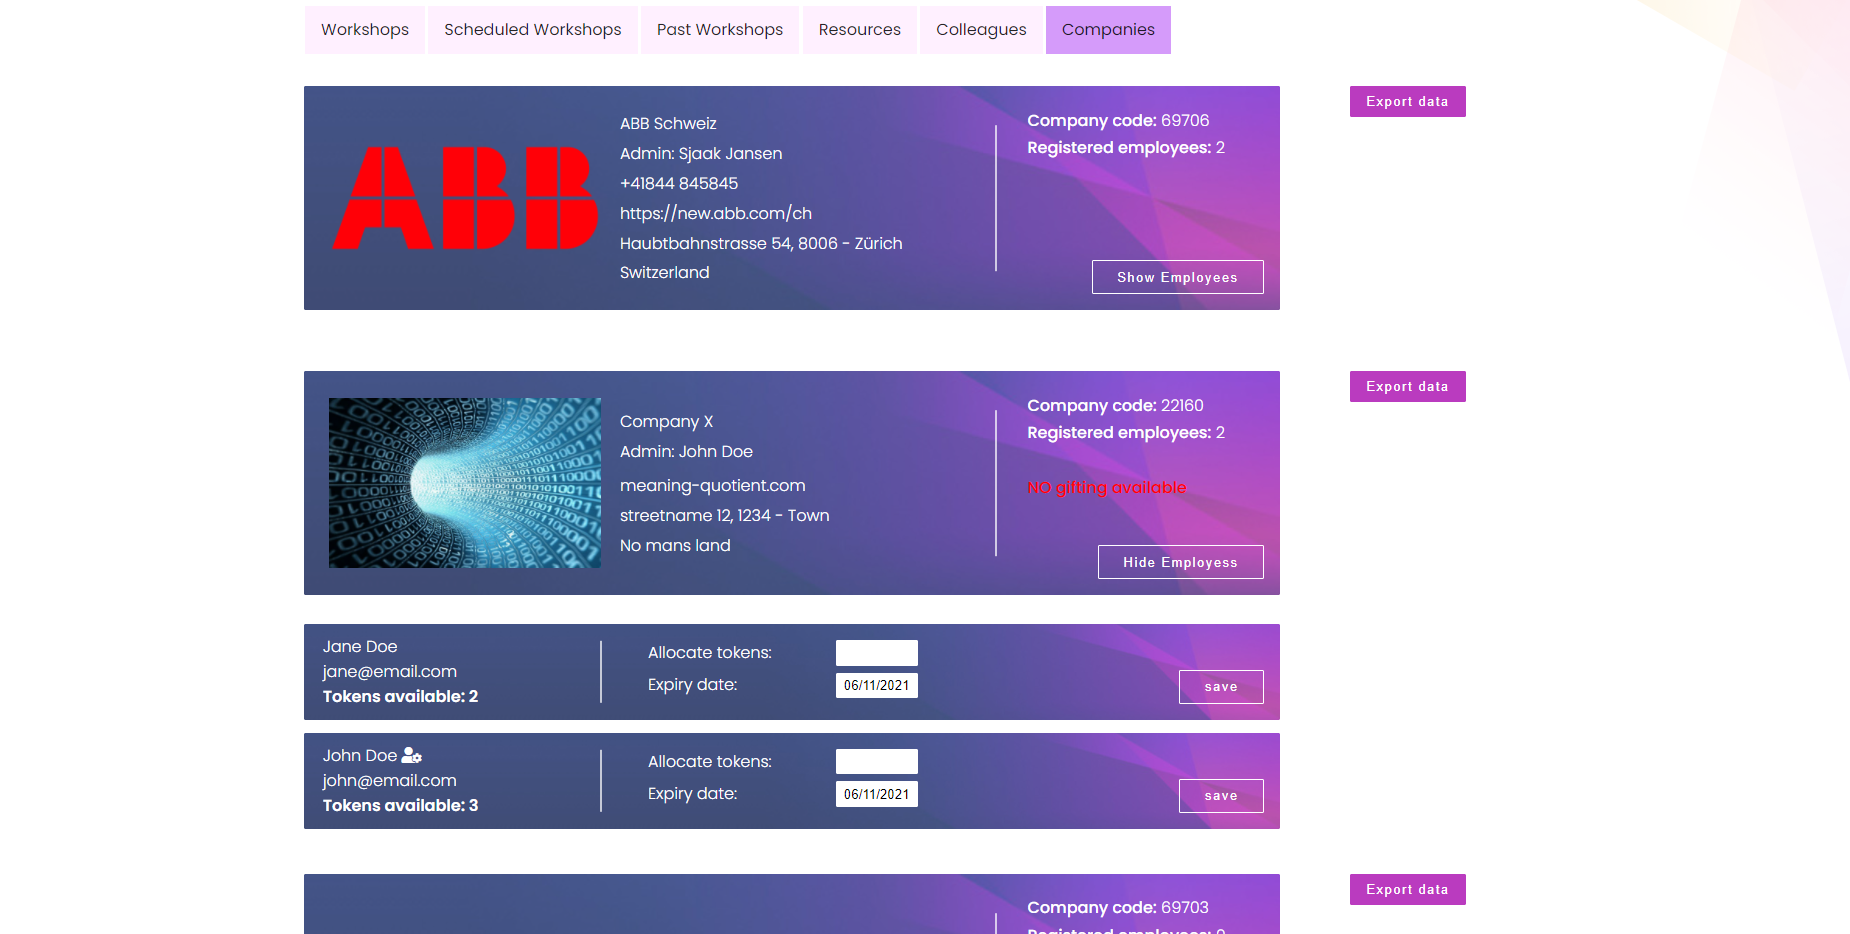 Workshops
Scheduled Workshops
Past Workshops
Resources
Colleagues
Companies
Export data
ABB
ABB Schweiz
Admin: Sjaak Jansen
+41844 845845
https://new.abb.com/ch
Haubtbahnstrasse 54, 8006 - Zürich
Switzerland
Company code: 69706
Registered employees: 2
Show Employees
Export data
Company X
Admin: John Doe
meaning-quotient.com
streetname 12, 1234 - Town
No mans land
Company code: 22160
Registered employees: 2
NO gifting available
Hide Employess
Jane Doe
jane@email.com
Tokens available: 2
Allocate tokens:
Expiry date: 06/11/2021
save
John Doe
john@email.com
Tokens available: 3
Allocate tokens:
Expiry date: 06/11/2021
save
Export data
Company code: 69703
Registered employees: